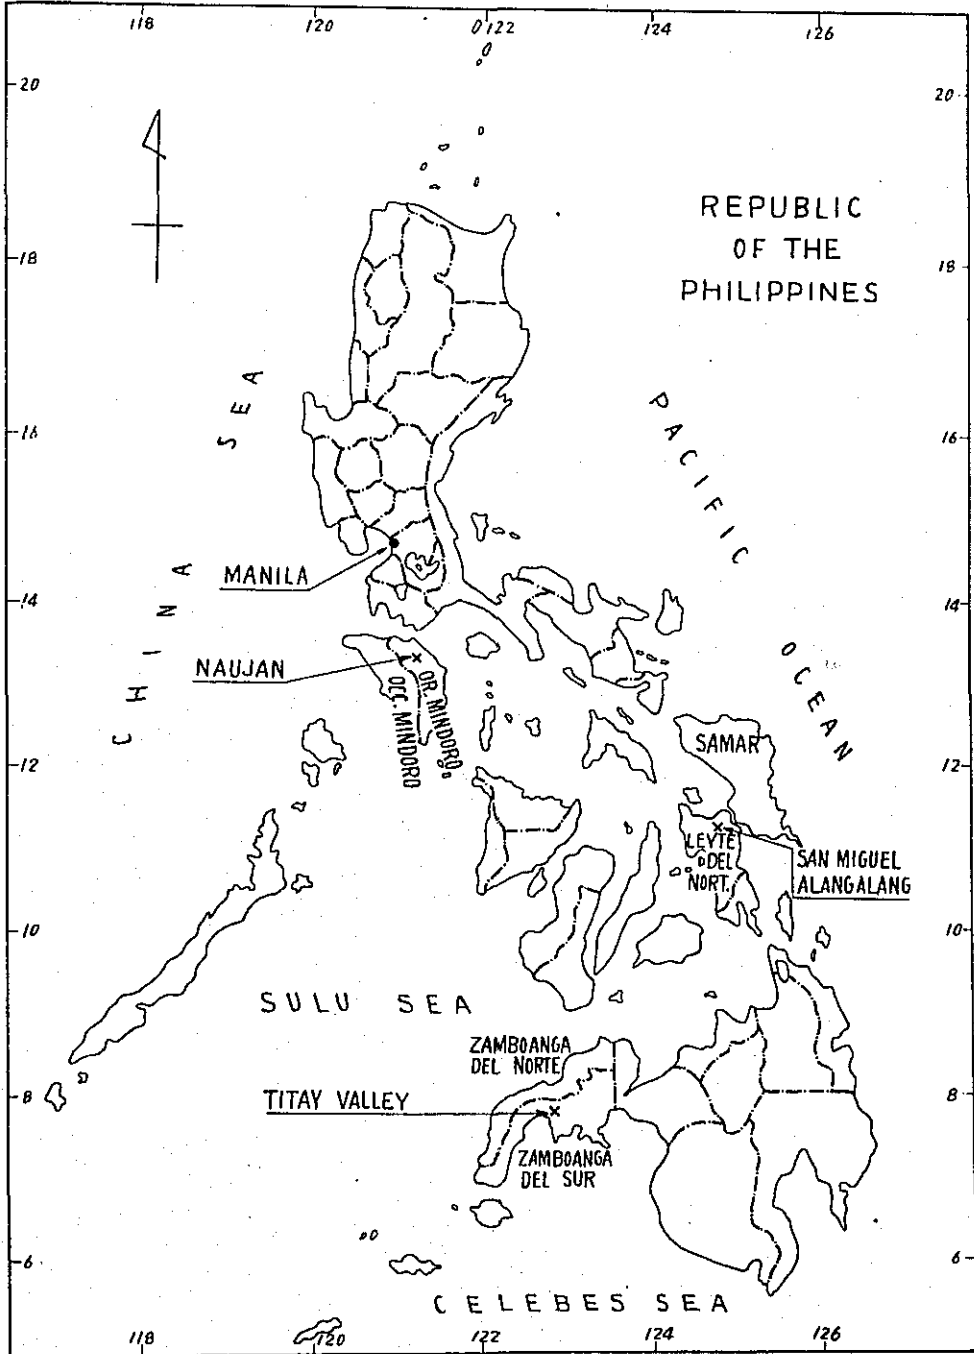 118 120 122 124 126
20 20
REPUBLIC
OF THE
PHILIPPINES
18 18
CHINA SEA
PACIFIC OCEAN
16 16
MANILA
14 14
NAUJAN
OCC. MINDORO
OR. MINDORO
SAMAR
12 12
LEYTE
DEL
NORT.
SAN MIGUEL
ALANGALANG
10 10
SULU SEA
ZAMBOANGA
DEL NORTE
TITAY VALLEY
8 8
ZAMBOANGA
DEL SUR
6 6
CELEBES SEA
118 120 122 124 126